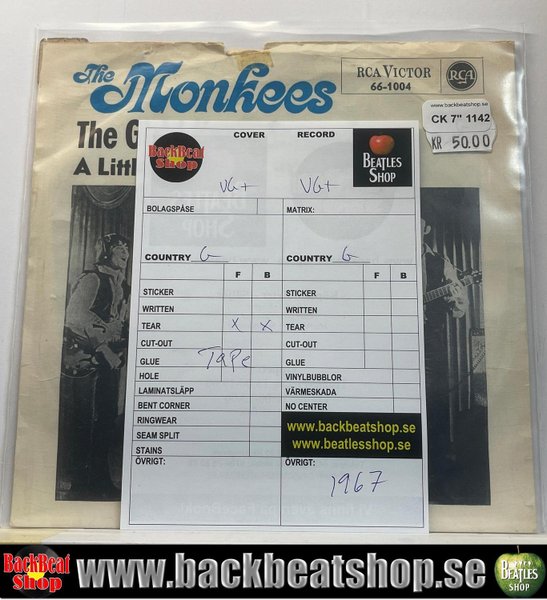 The Monkees
RCA VICTOR
66-1004
RCA
www.backbeatshop.se
CK 7" 1142
KR 50.00
The G
A Littl
COVER RECORD
BackBeat Shop
BEATLES SHOP
VG+ VG+
BOLAGSPÅSE MATRIX:
COUNTRY G COUNTRY G
F B F B
STICKER STICKER
WRITTEN WRITTEN
TEAR X X TEAR
CUT-OUT CUT-OUT
GLUE TAPE GLUE
HOLE VINYLBUBBLOR
LAMINATSLÄPP VÄRMESKADA
BENT CORNER NO CENTER
RINGWEAR
SEAM SPLIT
STAINS
www.backbeatshop.se
www.beatlesshop.se
ÖVRIGT: ÖVRIGT:
1967
BackBeat Shop www.backbeatshop.se BEATLES SHOP